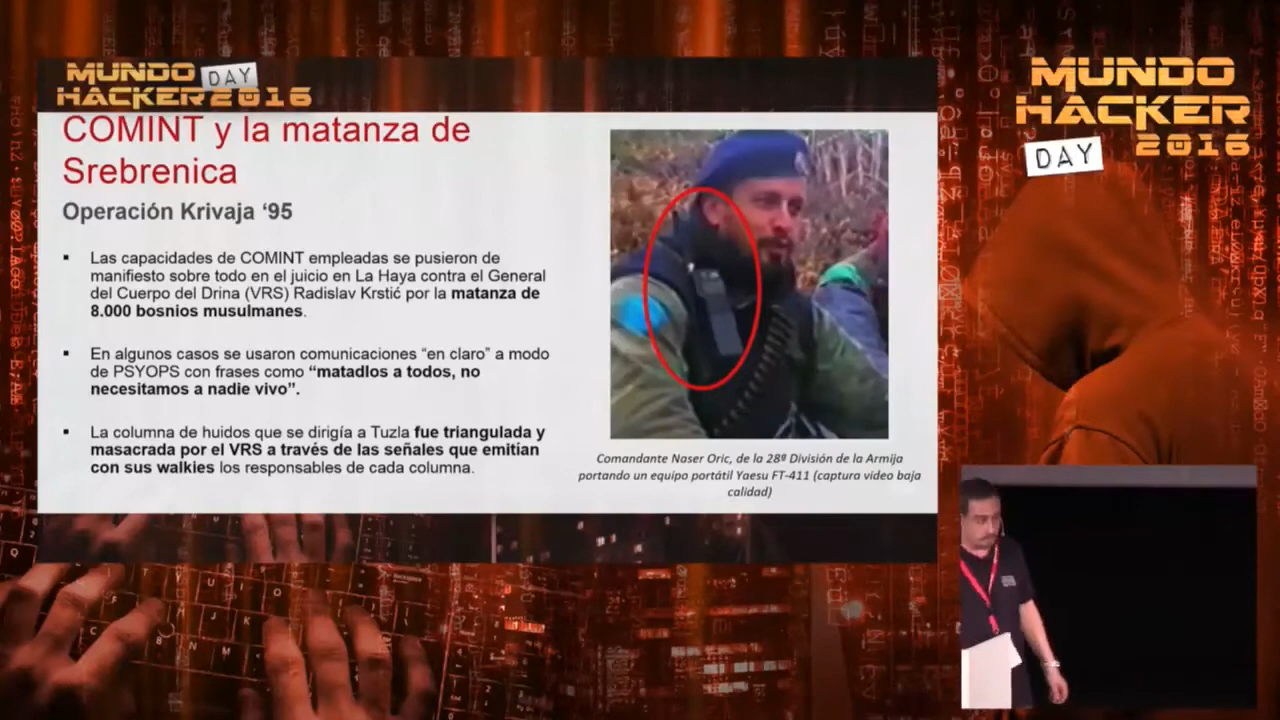 MUNDO
HACKER 2016
DAY
COMINT y la matanza de
Srebrenica
Operación Krivaja ‘95
▪ Las capacidades de COMINT empleadas se pusieron de
manifiesto sobre todo en el juicio en La Haya contra el General
del Cuerpo del Drina (VRS) Radislav Krstić por la matanza de
8.000 bosnios musulmanes.
▪ En algunos casos se usaron comunicaciones “en claro” a modo
de PSYOPS con frases como “matadlos a todos, no
necesitamos a nadie vivo”.
▪ La columna de huidos que se dirigía a Tuzla fue triangulada y
masacrada por el VRS a través de las señales que emitían
con sus walkies los responsables de cada columna.
Comandante Naser Oric, de la 28ª División de la Armija
portando un equipo portátil Yaesu FT-411 (captura video baja
calidad)
MUNDO
HACKER
DAY 2016